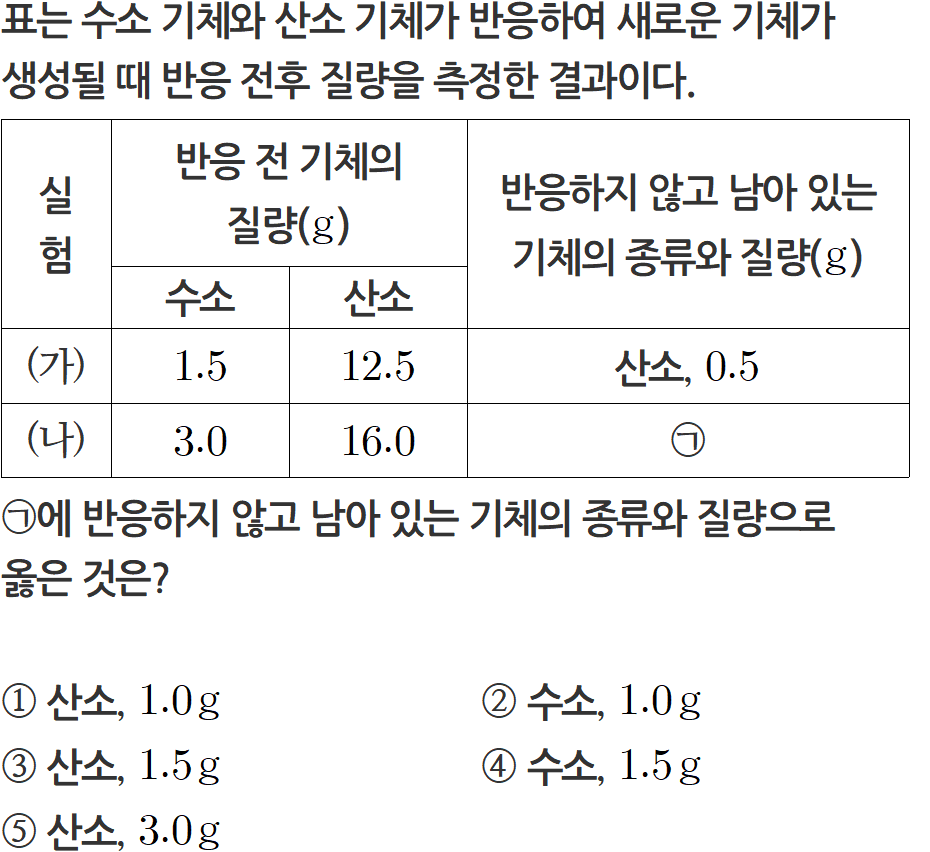 표는 수소 기체와 산소 기체가 반응하여 새로운 기체가
생성될 때 반응 전후 질량을 측정한 결과이다.
실험 반응 전 기체의 질량(g) 반응하지 않고 남아 있는 기체의 종류와 질량(g)
수소 산소
(가) 1.5 12.5 산소, 0.5
(나) 3.0 16.0 ㉠
㉠에 반응하지 않고 남아 있는 기체의 종류와 질량으로
옳은 것은?
① 산소, 1.0 g ② 수소, 1.0 g
③ 산소, 1.5 g ④ 수소, 1.5 g
⑤ 산소, 3.0 g